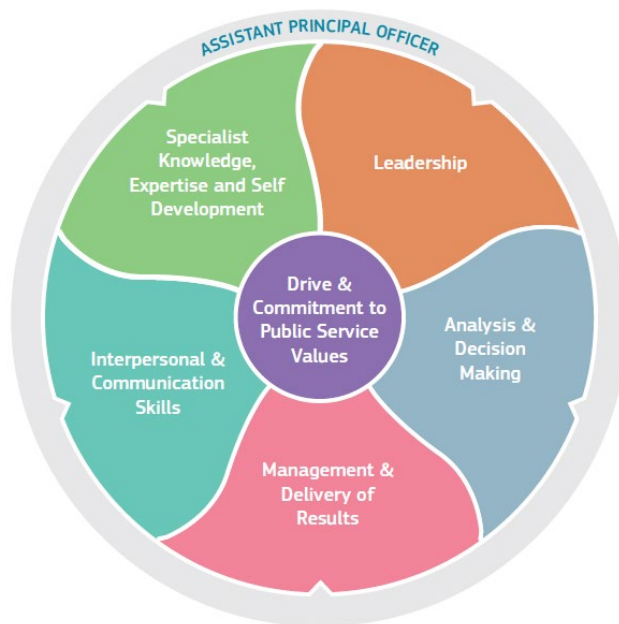 ASSISTANT PRINCIPAL OFFICER
Specialist
Knowledge,
Expertise and Self
Development
Leadership
Drive &
Commitment to
Public Service
Values
Analysis &
Decision
Making
Interpersonal &
Communication
Skills
Management &
Delivery of
Results